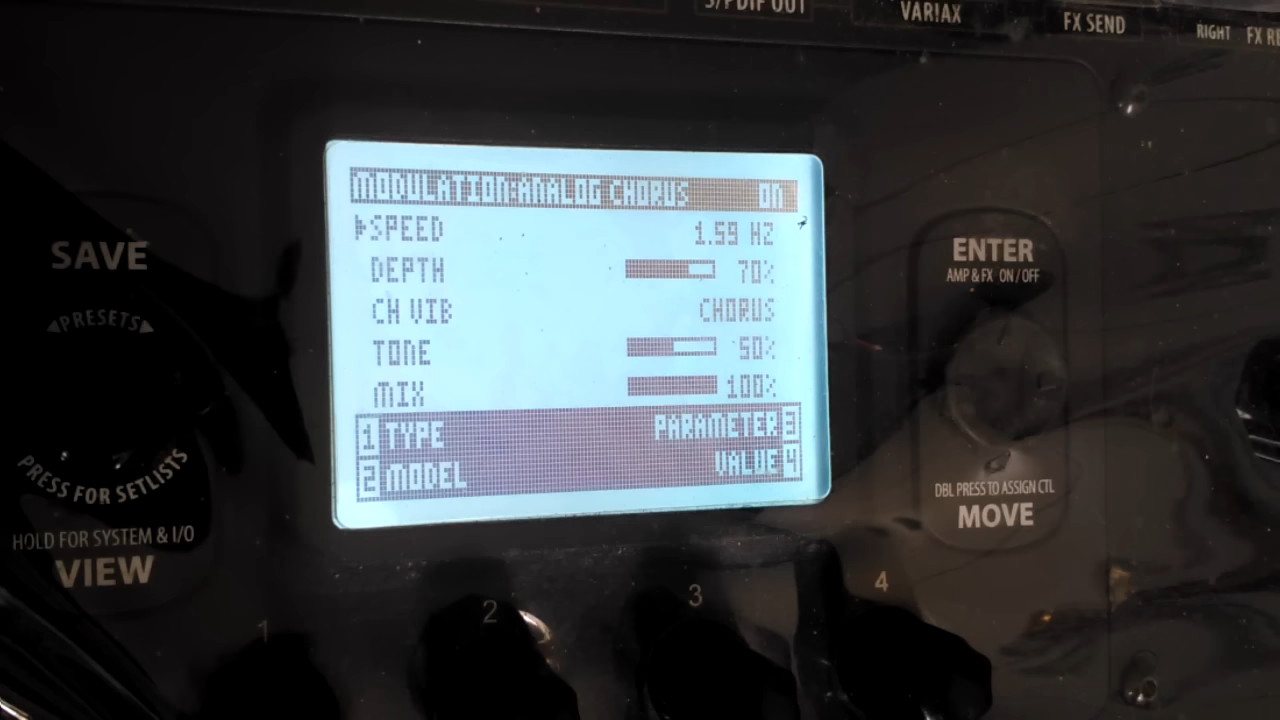 S/PDIF OUT
VARIAX
FX SEND
RIGHT FX
MODULATION:ANALOG CHORUS ON
SPEED 1.59 HZ
DEPTH 70%
CH VIB CHORUS
TONE 50%
MIX 100%
1 TYPE PARAMETER 3
2 MODEL VALUE 4
SAVE
PRESETS
PRESS FOR SETLISTS
HOLD FOR SYSTEM & I/O
VIEW
ENTER
AMP & FX ON / OFF
DBL PRESS TO ASSIGN CTL
MOVE
1
2
3
4